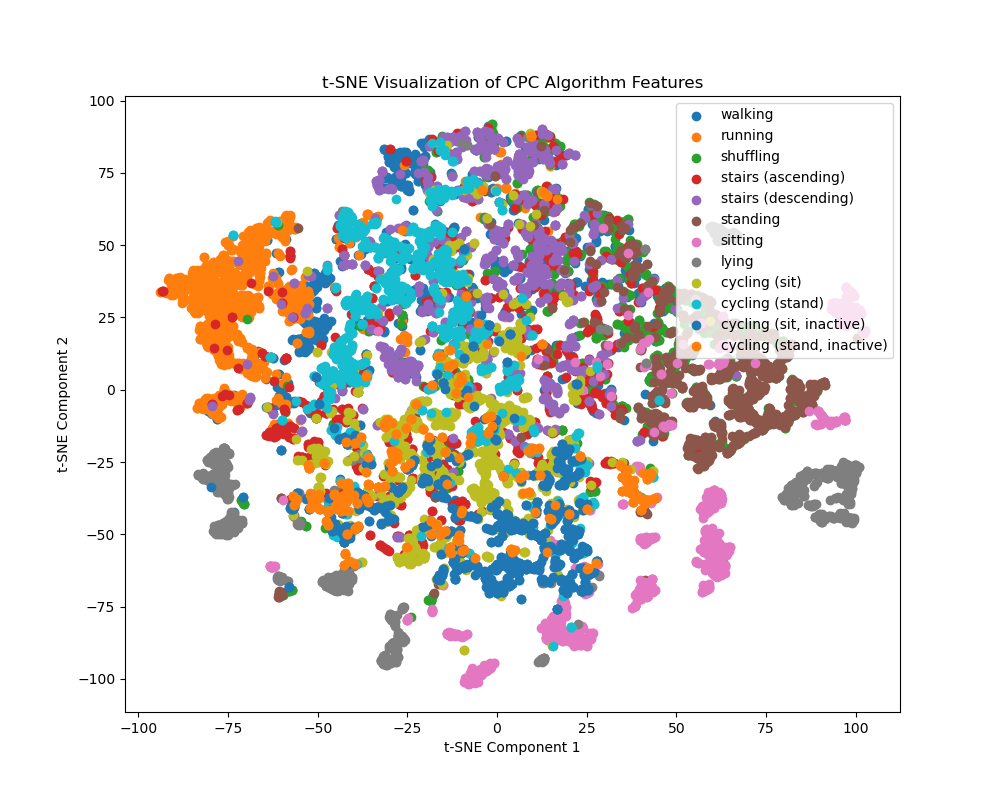 t-SNE Visualization of CPC Algorithm Features
100
75
50
25
0
−25
−50
−75
−100
t-SNE Component 2
walking
running
shuffling
stairs (ascending)
stairs (descending)
standing
sitting
lying
cycling (sit)
cycling (stand)
cycling (sit, inactive)
cycling (stand, inactive)
−100
−75
−50
−25
0
25
50
75
100
t-SNE Component 1